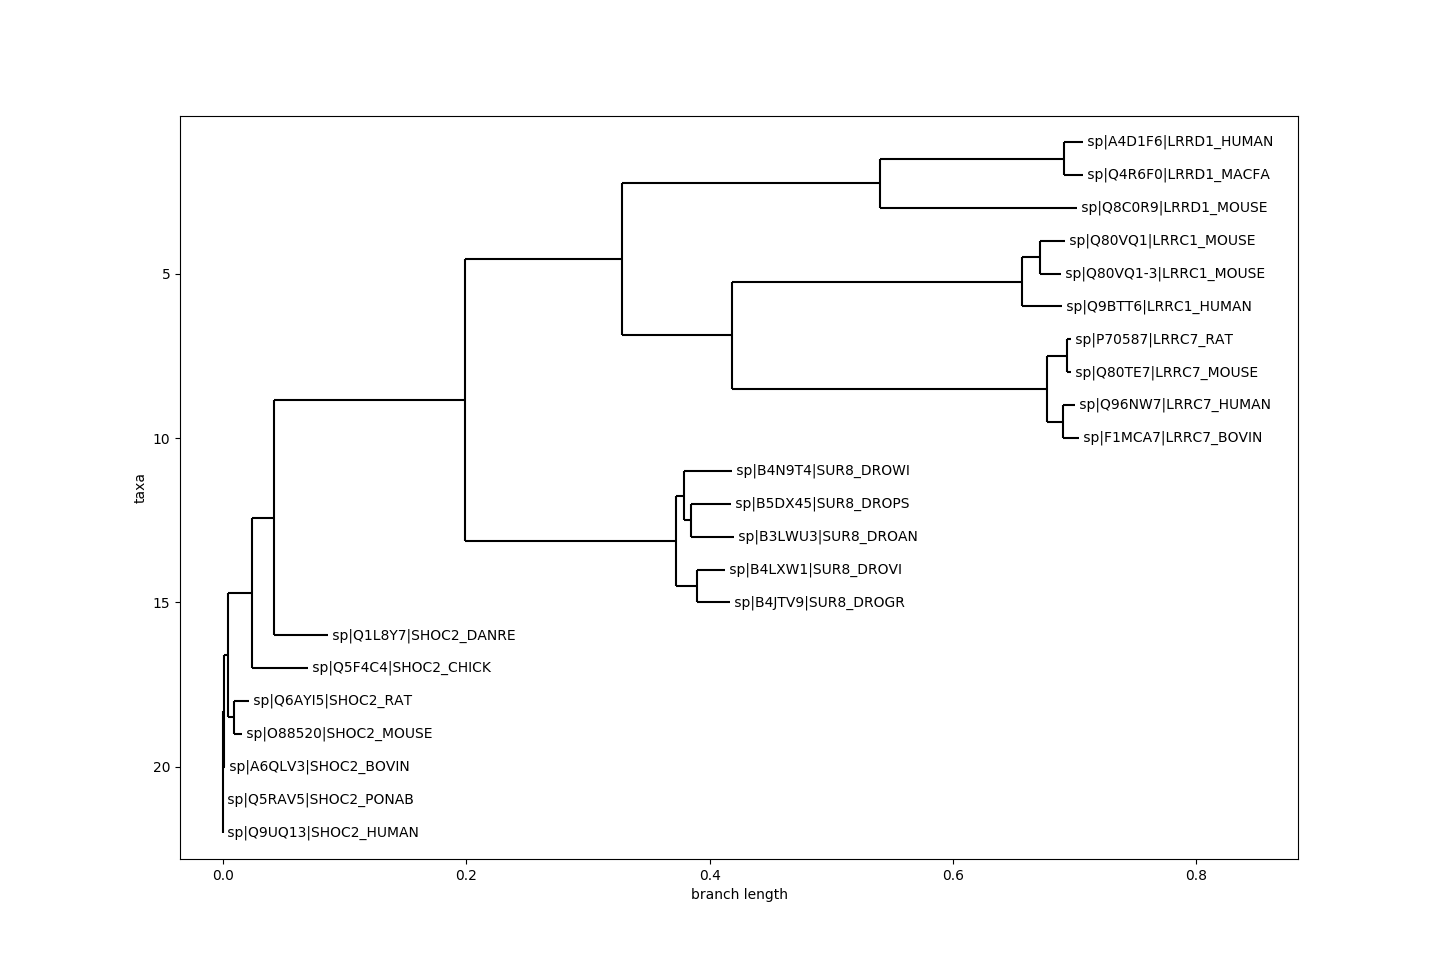 sp|A4D1F6|LRRD1_HUMAN
sp|Q4R6F0|LRRD1_MACFA
sp|Q8C0R9|LRRD1_MOUSE
sp|Q80VQ1|LRRC1_MOUSE
5
sp|Q80VQ1-3|LRRC1_MOUSE
sp|Q9BTT6|LRRC1_HUMAN
sp|P70587|LRRC7_RAT
sp|Q80TE7|LRRC7_MOUSE
sp|Q96NW7|LRRC7_HUMAN
10
sp|F1MCA7|LRRC7_BOVIN
sp|B4N9T4|SUR8_DROWI
taxa
sp|B5DX45|SUR8_DROPS
sp|B3LWU3|SUR8_DROAN
sp|B4LXW1|SUR8_DROVI
15
sp|B4JTV9|SUR8_DROGR
sp|Q1L8Y7|SHOC2_DANRE
sp|Q5F4C4|SHOC2_CHICK
sp|Q6AYI5|SHOC2_RAT
sp|O88520|SHOC2_MOUSE
20
sp|A6QLV3|SHOC2_BOVIN
sp|Q5RAV5|SHOC2_PONAB
sp|Q9UQ13|SHOC2_HUMAN
0.0 0.2 0.4 0.6 0.8
branch length